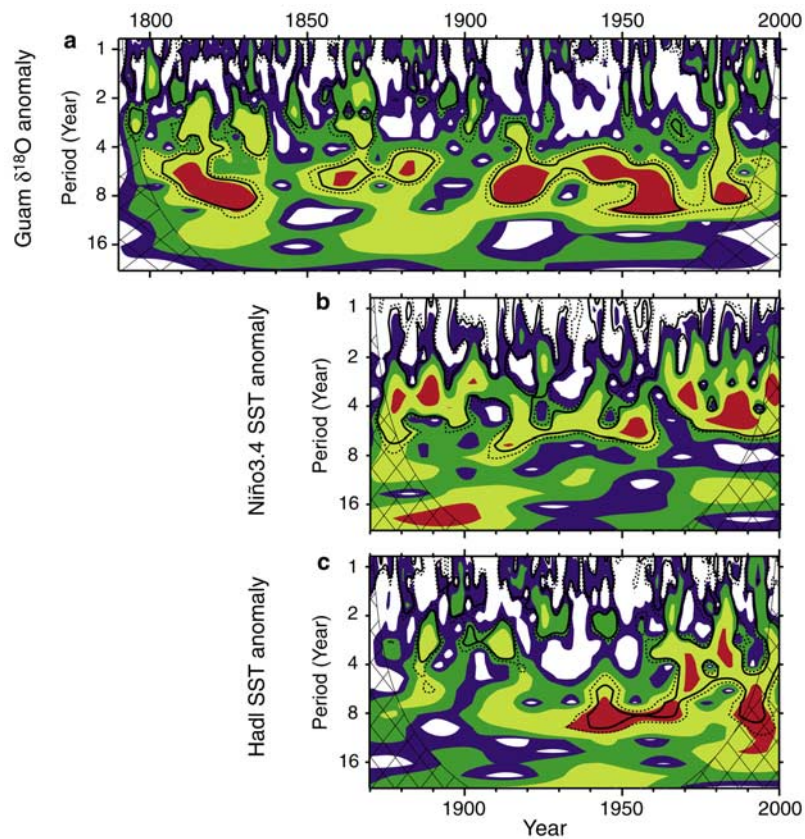 1800 1850 1900 1950 2000
a
1
2
4
8
16
Period (Year)
Guam δ¹⁸O anomaly
b
1
2
4
8
16
Period (Year)
Niño3.4 SST anomaly
c
1
2
4
8
16
Period (Year)
HadI SST anomaly
1900 1950 2000
Year